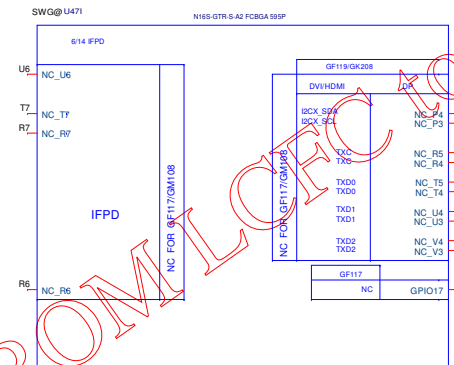 SWG@ U47I
N16S-GTR-S-A2 FCBGA 595P
6/14 IFPD
GF119/GK208
U6 NC_U6
DVI/HDMI DP
T7 NC_T7
I2CX_SDA NC_P4
I2CX_SCL NC_P3
R7 NC_R7
TXC NC_R5
TXC NC_R4
TXD0 NC_T5
TXD0 NC_T4
IFPD
TXD1 NC_U4
TXD1 NC_U3
TXD2 NC_V4
TXD2 NC_V3
NC FOR GF117/GM108
NC FOR GF117/GM108
GF117
R6 NC_R6
NC GPIO17